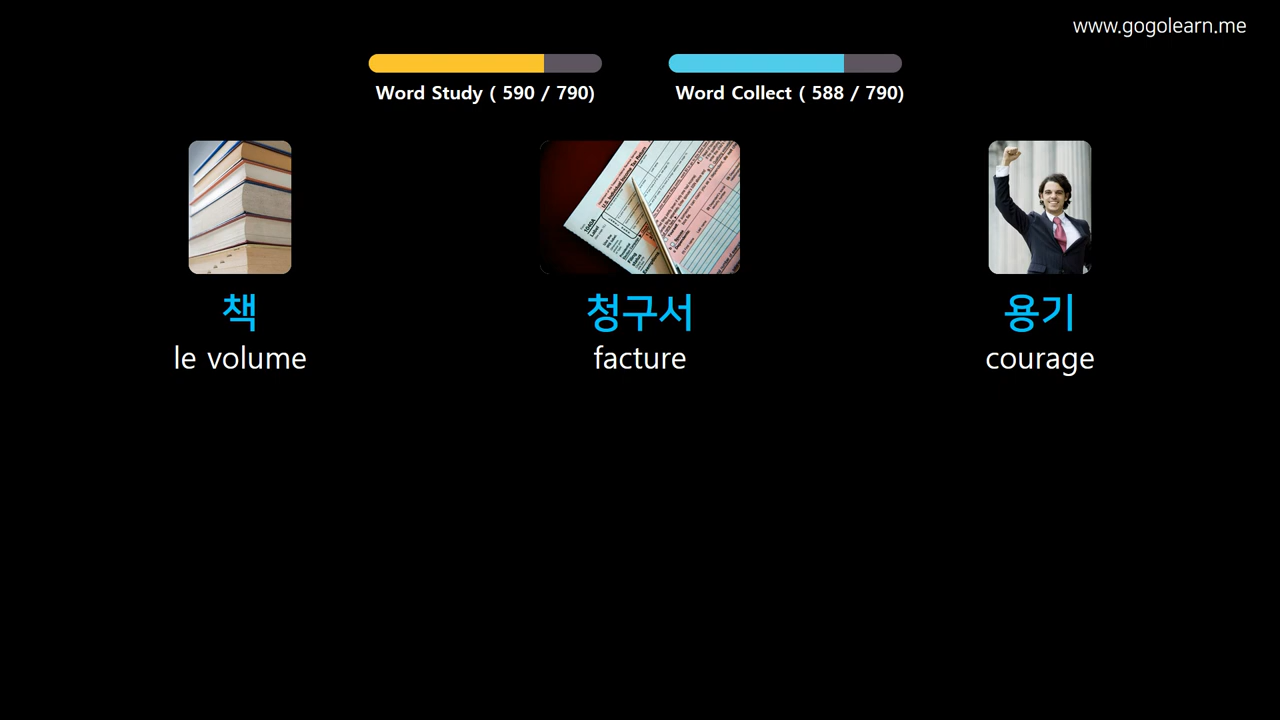 www.gogolearn.me
Word Study ( 590 / 790)
Word Collect ( 588 / 790)
책
청구서
용기
le volume
facture
courage